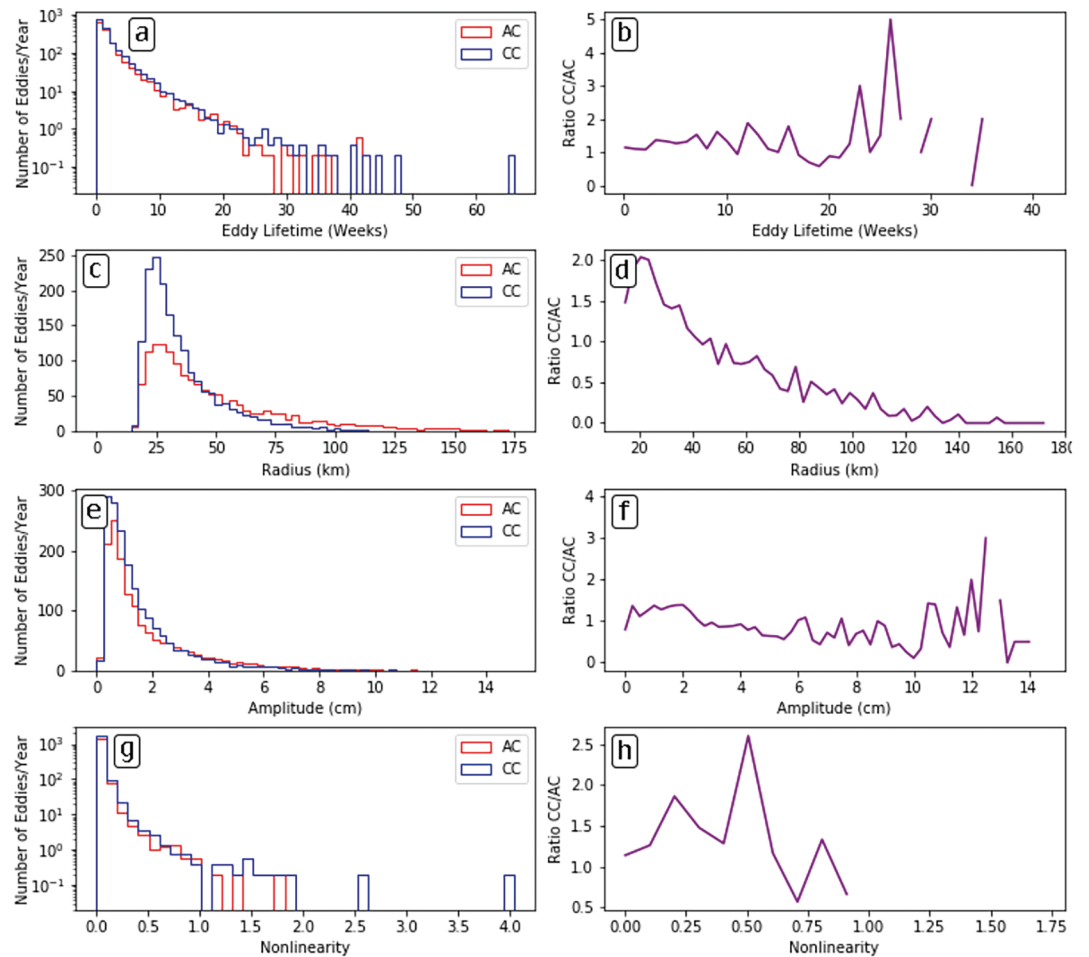 a
AC
CC
Number of Eddies/Year
10³
10²
10¹
10⁰
10⁻¹
0 10 20 30 40 50 60
Eddy Lifetime (Weeks)
b
Ratio CC/AC
5
4
3
2
1
0
0 10 20 30 40
Eddy Lifetime (Weeks)
c
AC
CC
Number of Eddies/Year
250
200
150
100
50
0
0 25 50 75 100 125 150 175
Radius (km)
d
Ratio CC/AC
2.0
1.5
1.0
0.5
0.0
20 40 60 80 100 120 140 160 180
Radius (km)
e
AC
CC
Number of Eddies/Year
300
200
100
0
0 2 4 6 8 10 12 14
Amplitude (cm)
f
Ratio CC/AC
4
3
2
1
0
0 2 4 6 8 10 12 14
Amplitude (cm)
g
AC
CC
Number of Eddies/Year
10³
10²
10¹
10⁰
10⁻¹
0.0 0.5 1.0 1.5 2.0 2.5 3.0 3.5 4.0
Nonlinearity
h
Ratio CC/AC
2.5
2.0
1.5
1.0
0.5
0.00 0.25 0.50 0.75 1.00 1.25 1.50 1.75
Nonlinearity